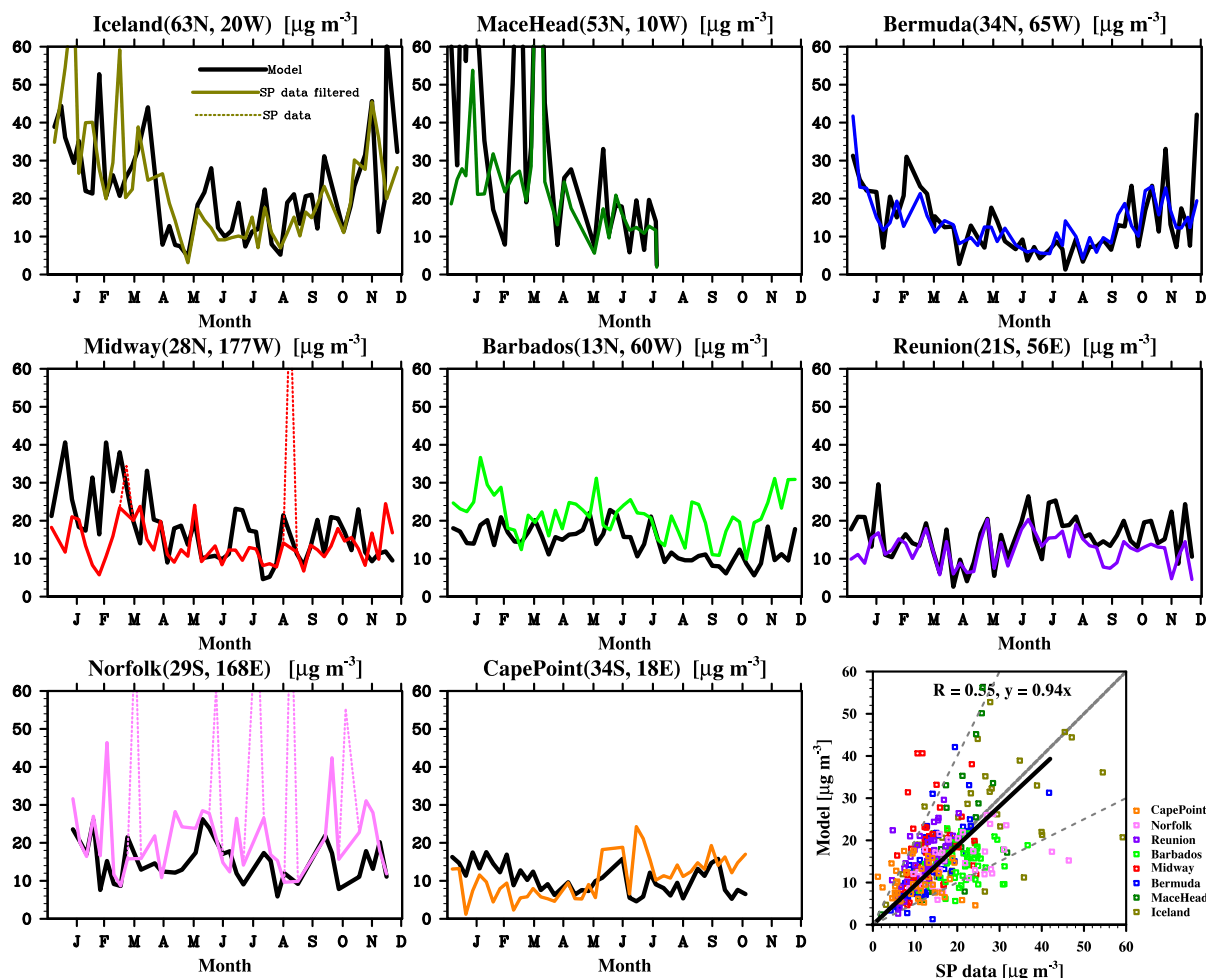 Iceland(63N, 20W) [μg m-3]
MaceHead(53N, 10W) [μg m-3]
Bermuda(34N, 65W) [μg m-3]
60
50
40
30
20
10
0
Model
SP data filtered
SP data
J F M A M J J A S O N D
Month
60
50
40
30
20
10
0
J F M A M J J A S O N D
Month
60
50
40
30
20
10
0
J F M A M J J A S O N D
Month
Midway(28N, 177W) [μg m-3]
Barbados(13N, 60W) [μg m-3]
Reunion(21S, 56E) [μg m-3]
60
50
40
30
20
10
0
J F M A M J J A S O N D
Month
60
50
40
30
20
10
0
J F M A M J J A S O N D
Month
60
50
40
30
20
10
0
J F M A M J J A S O N D
Month
Norfolk(29S, 168E) [μg m-3]
CapePoint(34S, 18E) [μg m-3]
60
50
40
30
20
10
0
J F M A M J J A S O N D
Month
60
50
40
30
20
10
0
J F M A M J J A S O N D
Month
R = 0.55, y = 0.94x
Model [μg m-3]
60
50
40
30
20
10
0
0 10 20 30 40 50 60
SP data [μg m-3]
CapePoint
Norfolk
Reunion
Barbados
Midway
Bermuda
MaceHead
Iceland